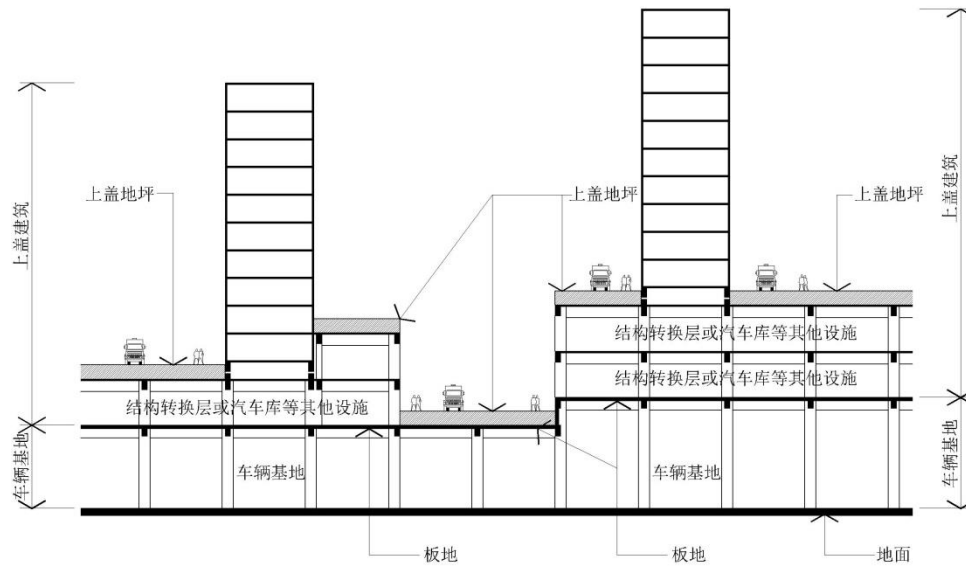 上盖建筑
上盖建筑
上盖地坪
上盖地坪
上盖地坪
结构转换层或汽车库等其他设施
结构转换层或汽车库等其他设施
结构转换层或汽车库等其他设施
车辆基地
车辆基地
车辆基地
车辆基地
板地
板地
地面